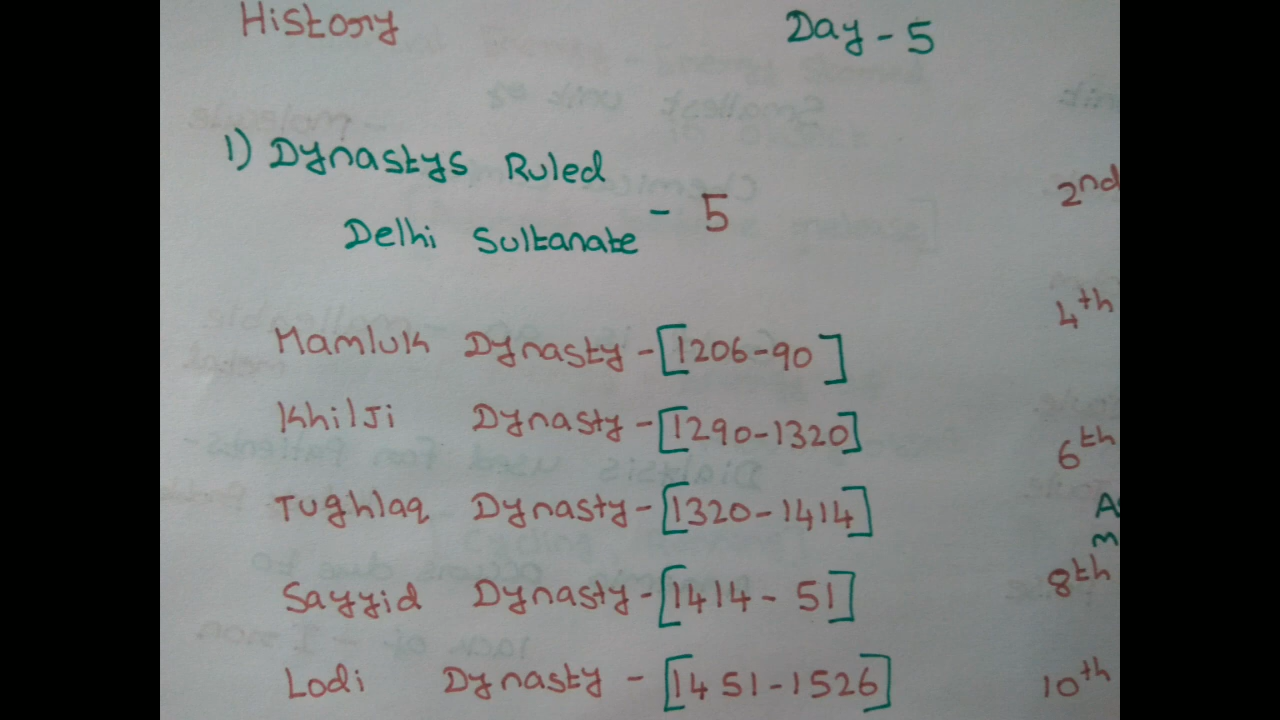 History
Day - 5
1) Dynastys Ruled
Delhi Sultanate - 5
Mamluk Dynasty - [1206-90]
Khilji Dynasty - [1290-1320]
Tughlaq Dynasty - [1320-1414]
Sayyid Dynasty - [1414-51]
Lodi Dynasty - [1451-1526]
2nd
4th
6th
A
m
8th
10th